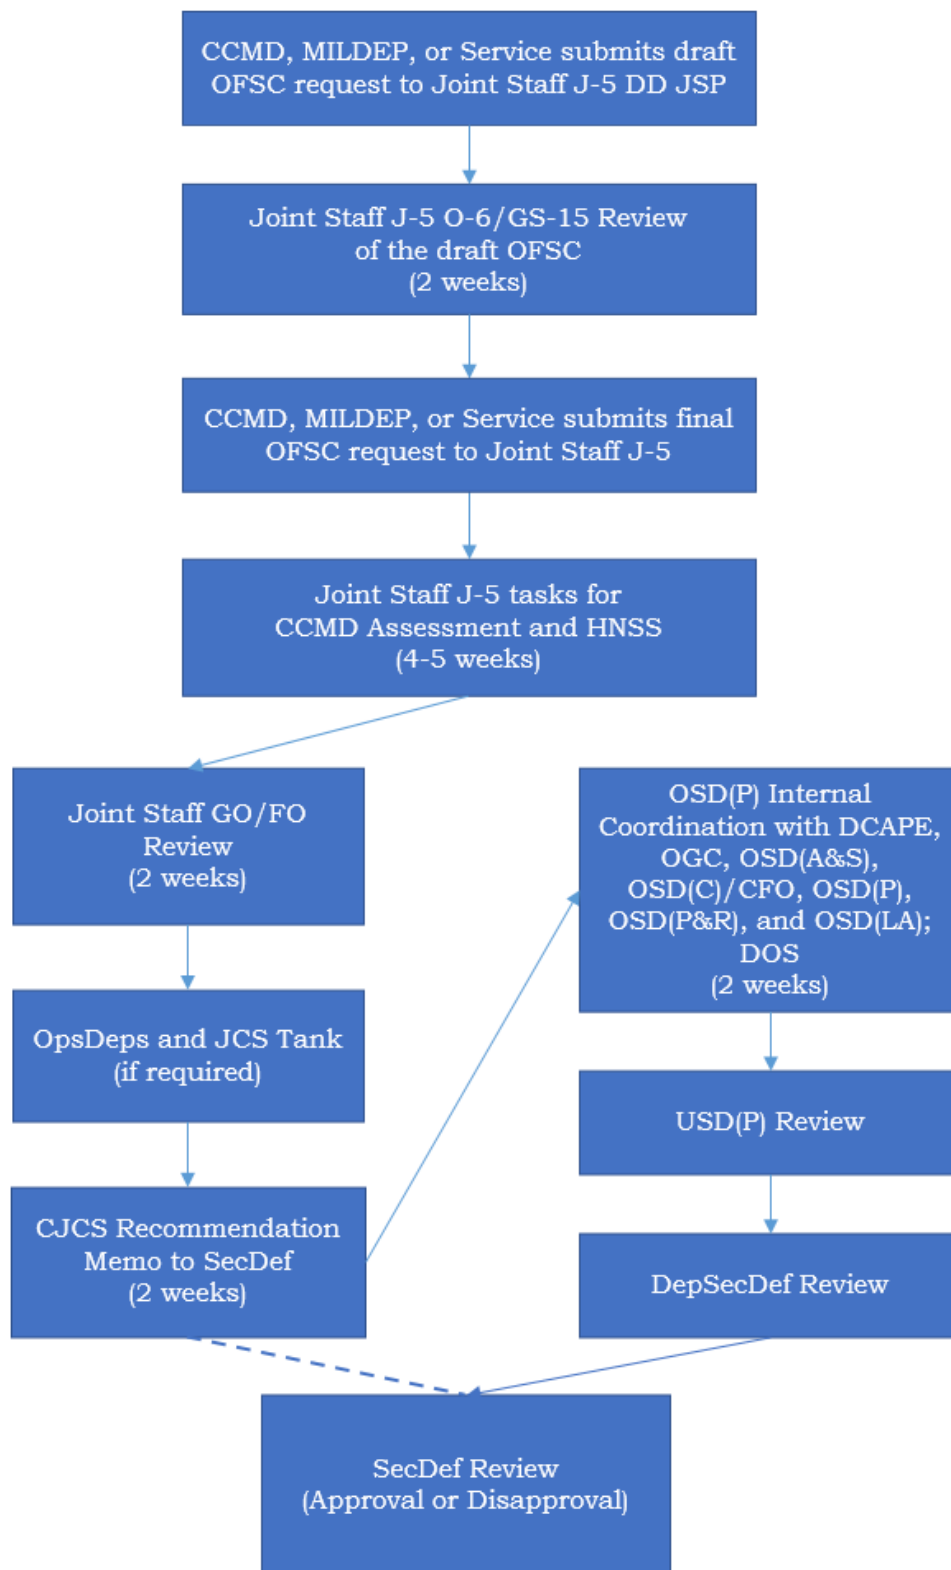 CCMD, MILDEP, or Service submits draft
OFSC request to Joint Staff J-5 DD JSP
Joint Staff J-5 O-6/GS-15 Review
of the draft OFSC
(2 weeks)
CCMD, MILDEP, or Service submits final
OFSC request to Joint Staff J-5
Joint Staff J-5 tasks for
CCMD Assessment and HNSS
(4-5 weeks)
Joint Staff GO/FO
Review
(2 weeks)
OpsDeps and JCS Tank
(if required)
CJCS Recommendation
Memo to SecDef
(2 weeks)
OSD(P) Internal
Coordination with DCAPE,
OGC, OSD(A&S),
OSD(C)/CFO, OSD(P),
OSD(P&R), and OSD(LA);
DOS
(2 weeks)
USD(P) Review
DepSecDef Review
SecDef Review
(Approval or Disapproval)